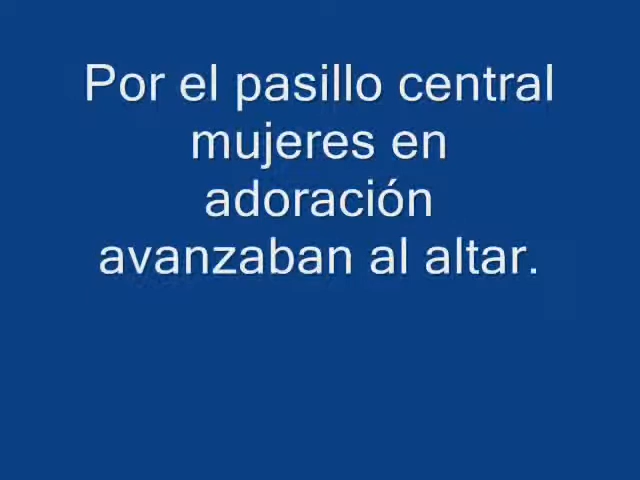 Por el pasillo central
mujeres en
adoración
avanzaban al altar.